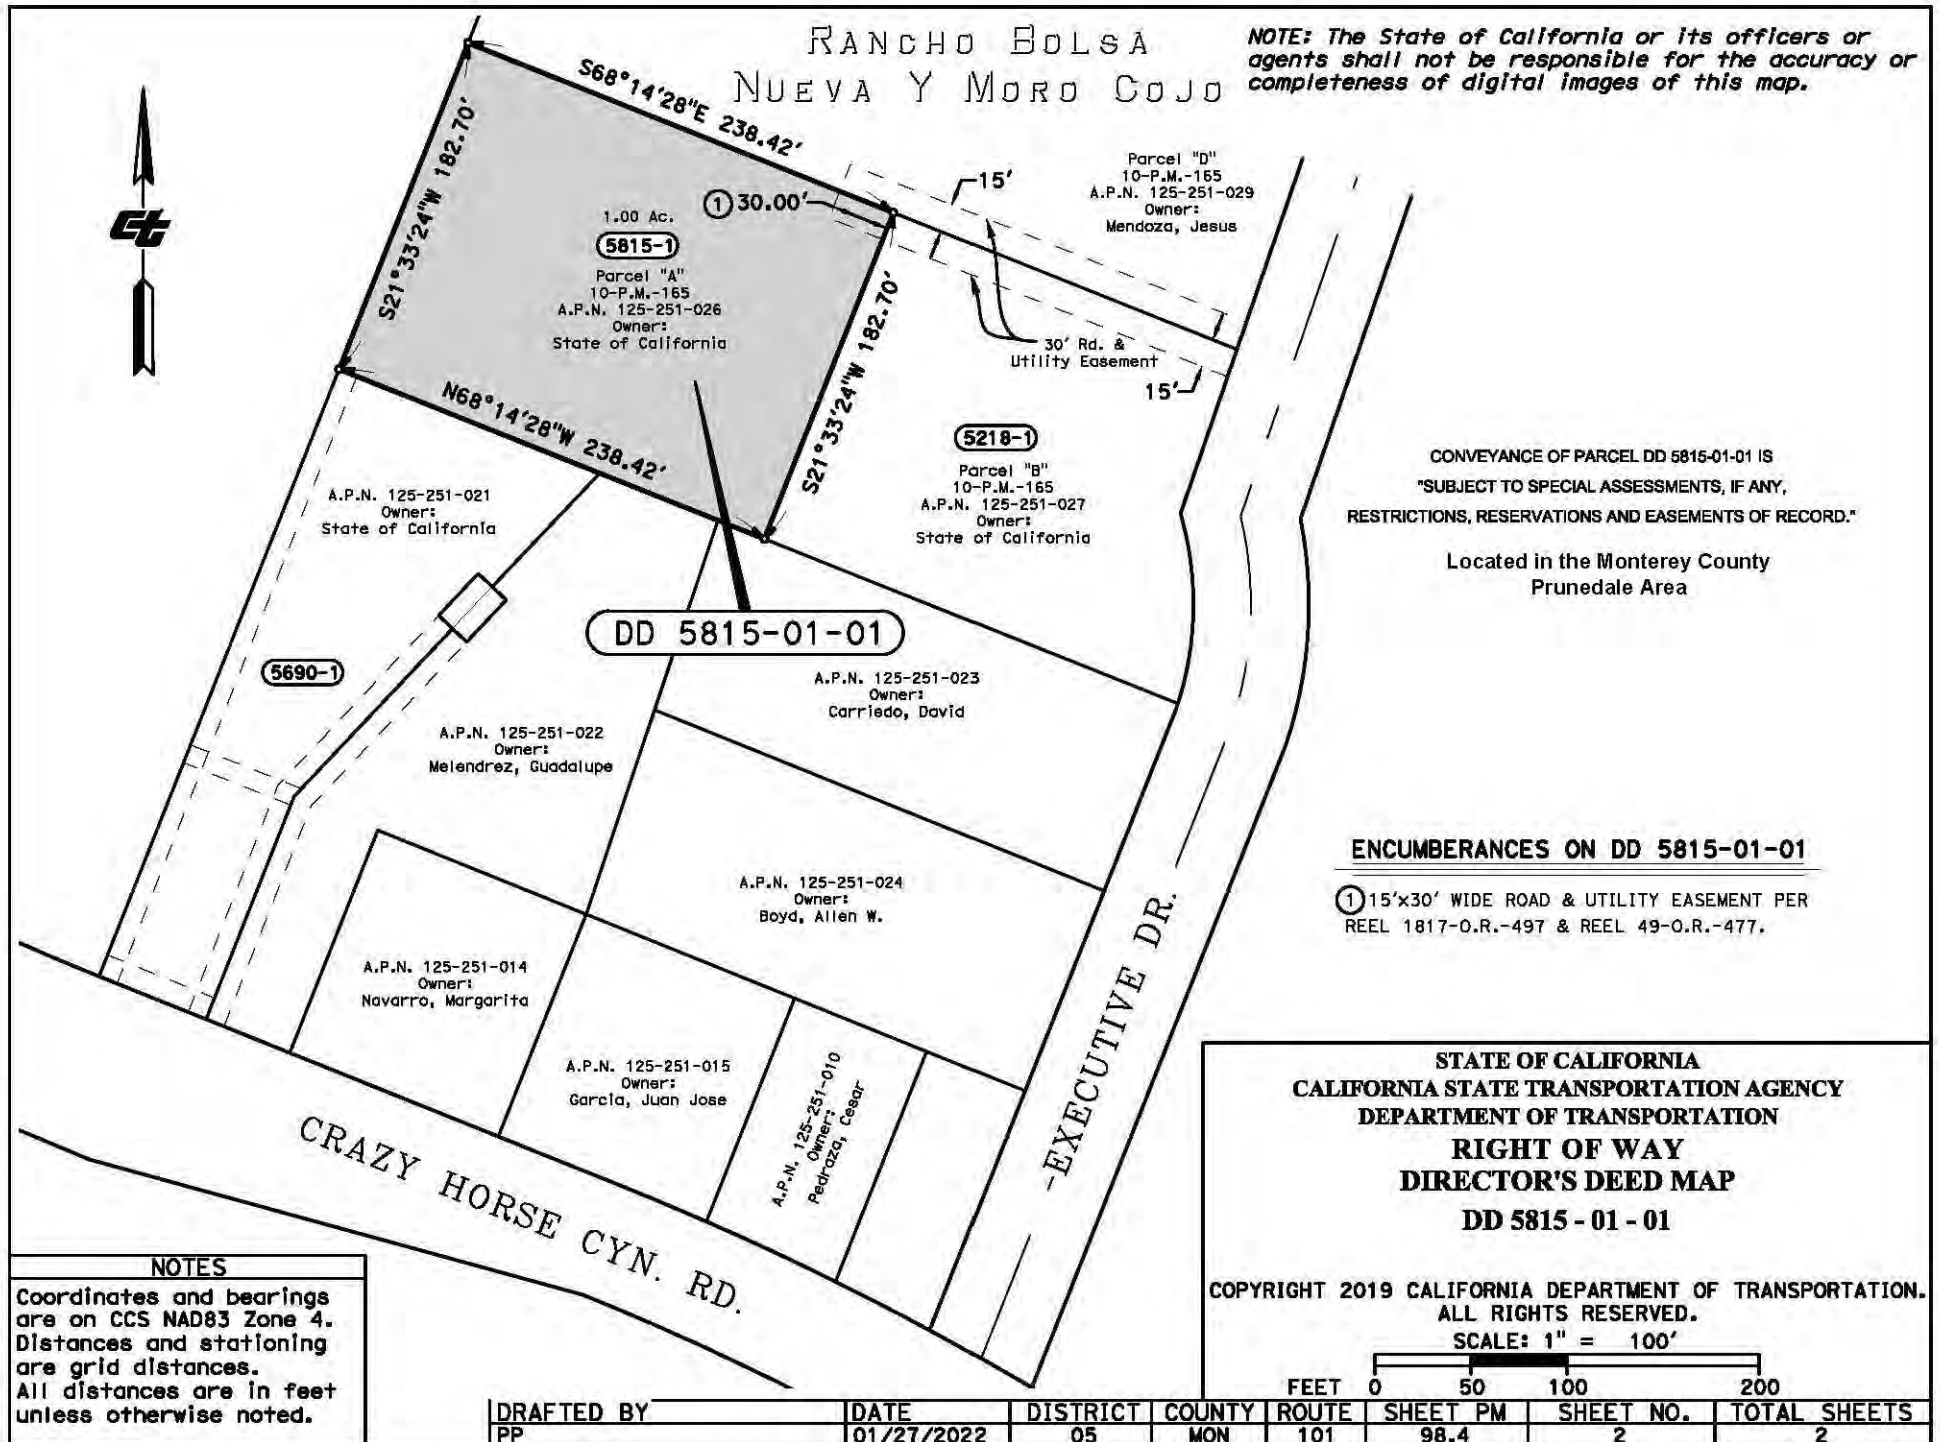 RANCHO BOLSA
NUEVA Y MORO COJO
NOTE: The State of California or its officers or
agents shall not be responsible for the accuracy or
completeness of digital images of this map.
S68°14'28"E 238.42'
S21°33'24"W 182.70'
1 30.00'
15'
Parcel "D"
10-P.M.-165
A.P.N. 125-251-029
Owner:
Mendoza, Jesus
1.00 Ac.
5815-1
Parcel "A"
10-P.M.-165
A.P.N. 125-251-026
Owner:
State of California
Ct
S21°33'24"W 182.70'
30' Rd. &
Utility Easement
15'
N68°14'28"W 238.42'
5218-1
Parcel "B"
10-P.M.-165
A.P.N. 125-251-027
Owner:
State of California
CONVEYANCE OF PARCEL DD 5815-01-01 IS
"SUBJECT TO SPECIAL ASSESSMENTS, IF ANY,
RESTRICTIONS, RESERVATIONS AND EASEMENTS OF RECORD."
Located in the Monterey County
Prunedale Area
A.P.N. 125-251-021
Owner:
State of California
DD 5815-01-01
5690-1
A.P.N. 125-251-023
Owner:
Carriedo, David
A.P.N. 125-251-022
Owner:
Melendrez, Guadalupe
ENCUMBERANCES ON DD 5815-01-01
1 15'x30' WIDE ROAD & UTILITY EASEMENT PER
REEL 1817-O.R.-497 & REEL 49-O.R.-477.
A.P.N. 125-251-024
Owner:
Boyd, Allen W.
A.P.N. 125-251-014
Owner:
Navarro, Margarita
A.P.N. 125-251-015
Owner:
Garcia, Juan Jose
A.P.N. 125-251-010
Owner:
Pedraza, Cesar
EXECUTIVE DR.
CRAZY HORSE CYN. RD.
STATE OF CALIFORNIA
CALIFORNIA STATE TRANSPORTATION AGENCY
DEPARTMENT OF TRANSPORTATION
RIGHT OF WAY
DIRECTOR'S DEED MAP
DD 5815 - 01 - 01
COPYRIGHT 2019 CALIFORNIA DEPARTMENT OF TRANSPORTATION.
ALL RIGHTS RESERVED.
SCALE: 1" = 100'
FEET 0 50 100 200
NOTES
Coordinates and bearings
are on CCS NAD83 Zone 4.
Distances and stationing
are grid distances.
All distances are in feet
unless otherwise noted.
DRAFTED BY DATE DISTRICT COUNTY ROUTE SHEET PM SHEET NO. TOTAL SHEETS
PP 01/27/2022 05 MON 101 98.4 2 2